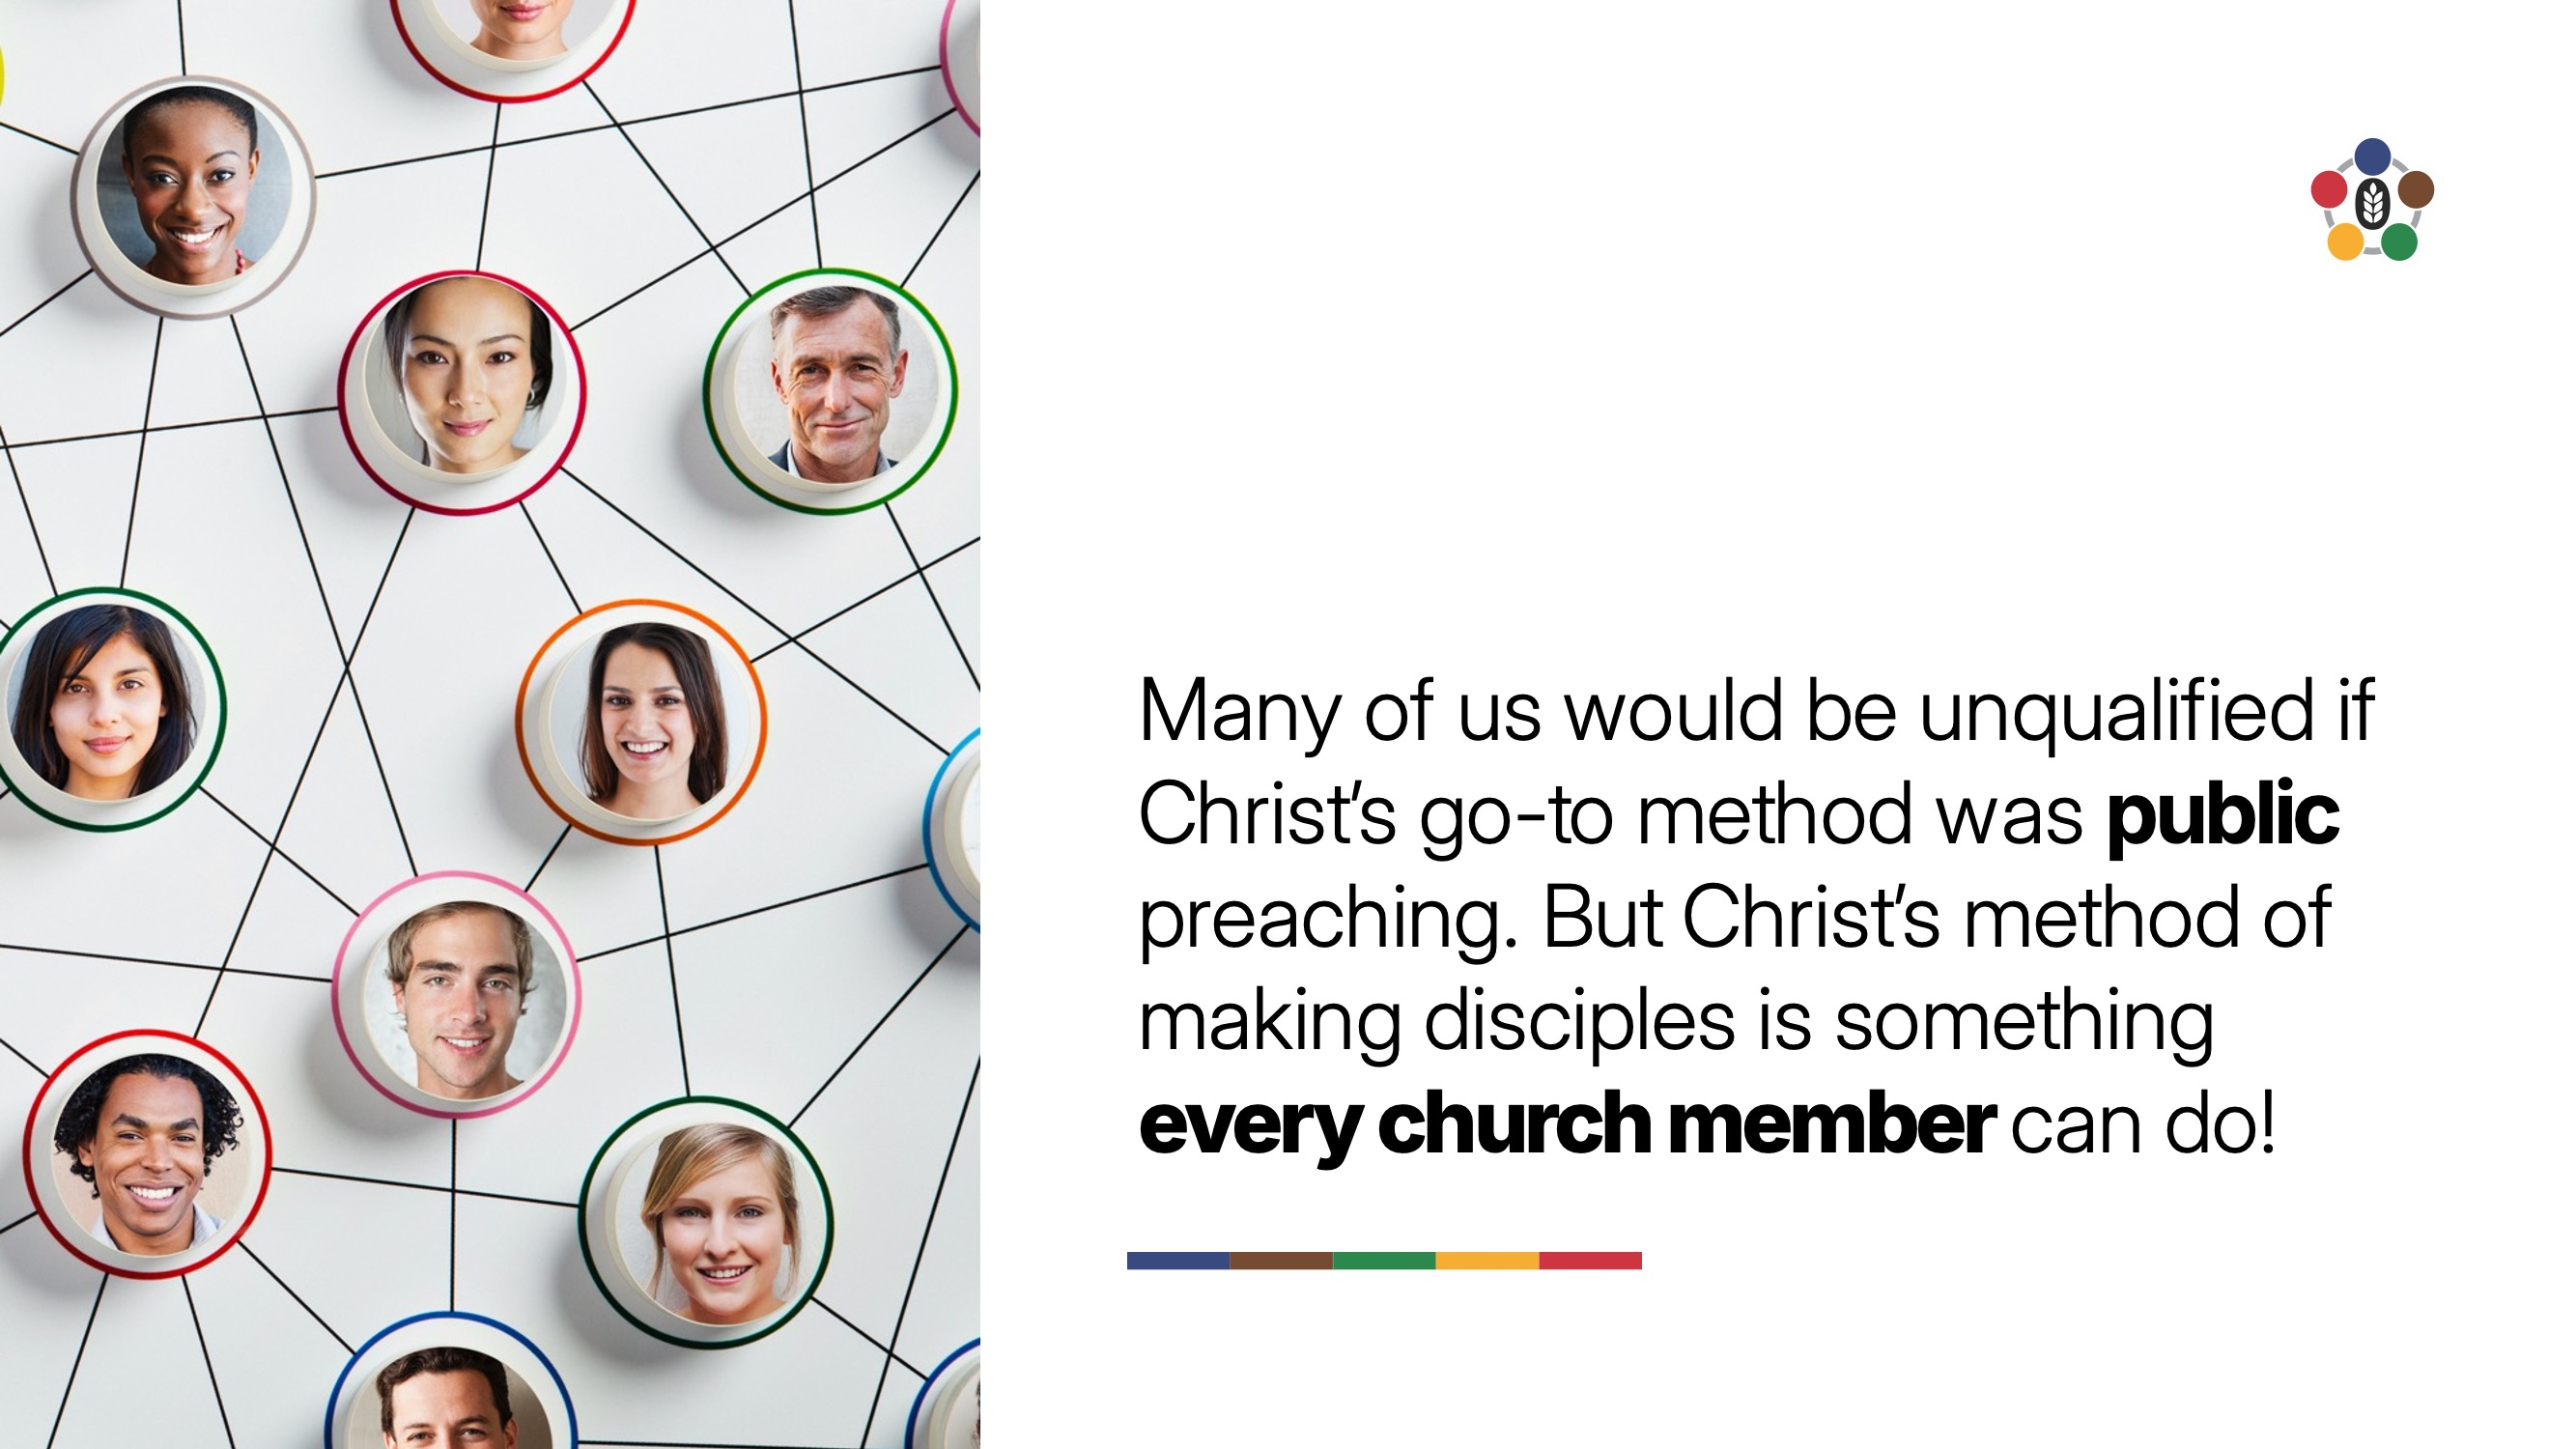 Many of us would be unqualified if
Christ’s go-to method was public
preaching. But Christ’s method of
making disciples is something
every church member can do!